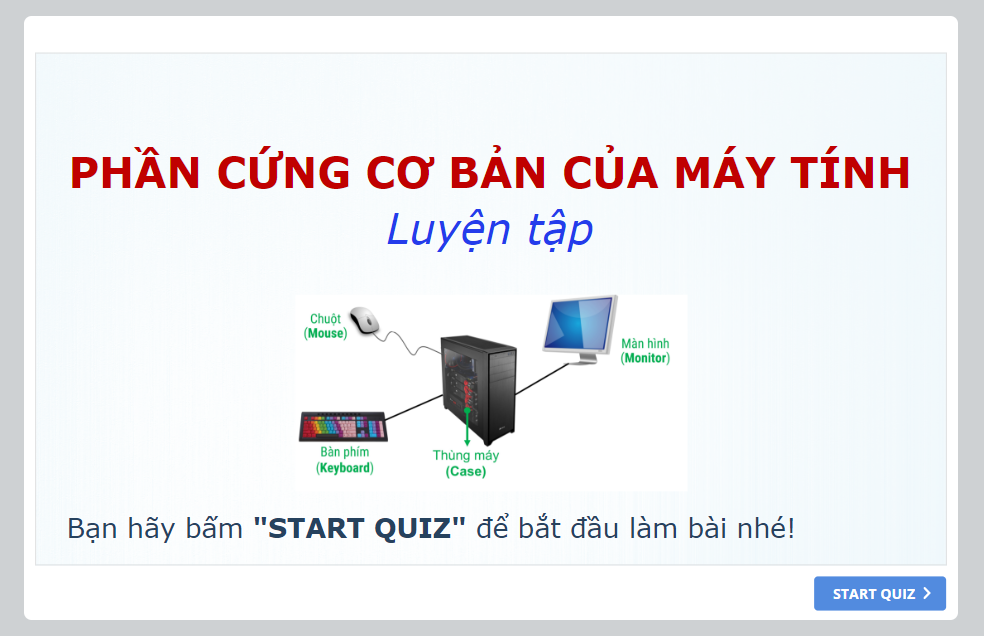 PHẦN CỨNG CƠ BẢN CỦA MÁY TÍNH
Luyện tập
Chuột
(Mouse)
Màn hình
(Monitor)
Bàn phím
(Keyboard)
Thùng máy
(Case)
Bạn hãy bấm "START QUIZ" để bắt đầu làm bài nhé!
START QUIZ